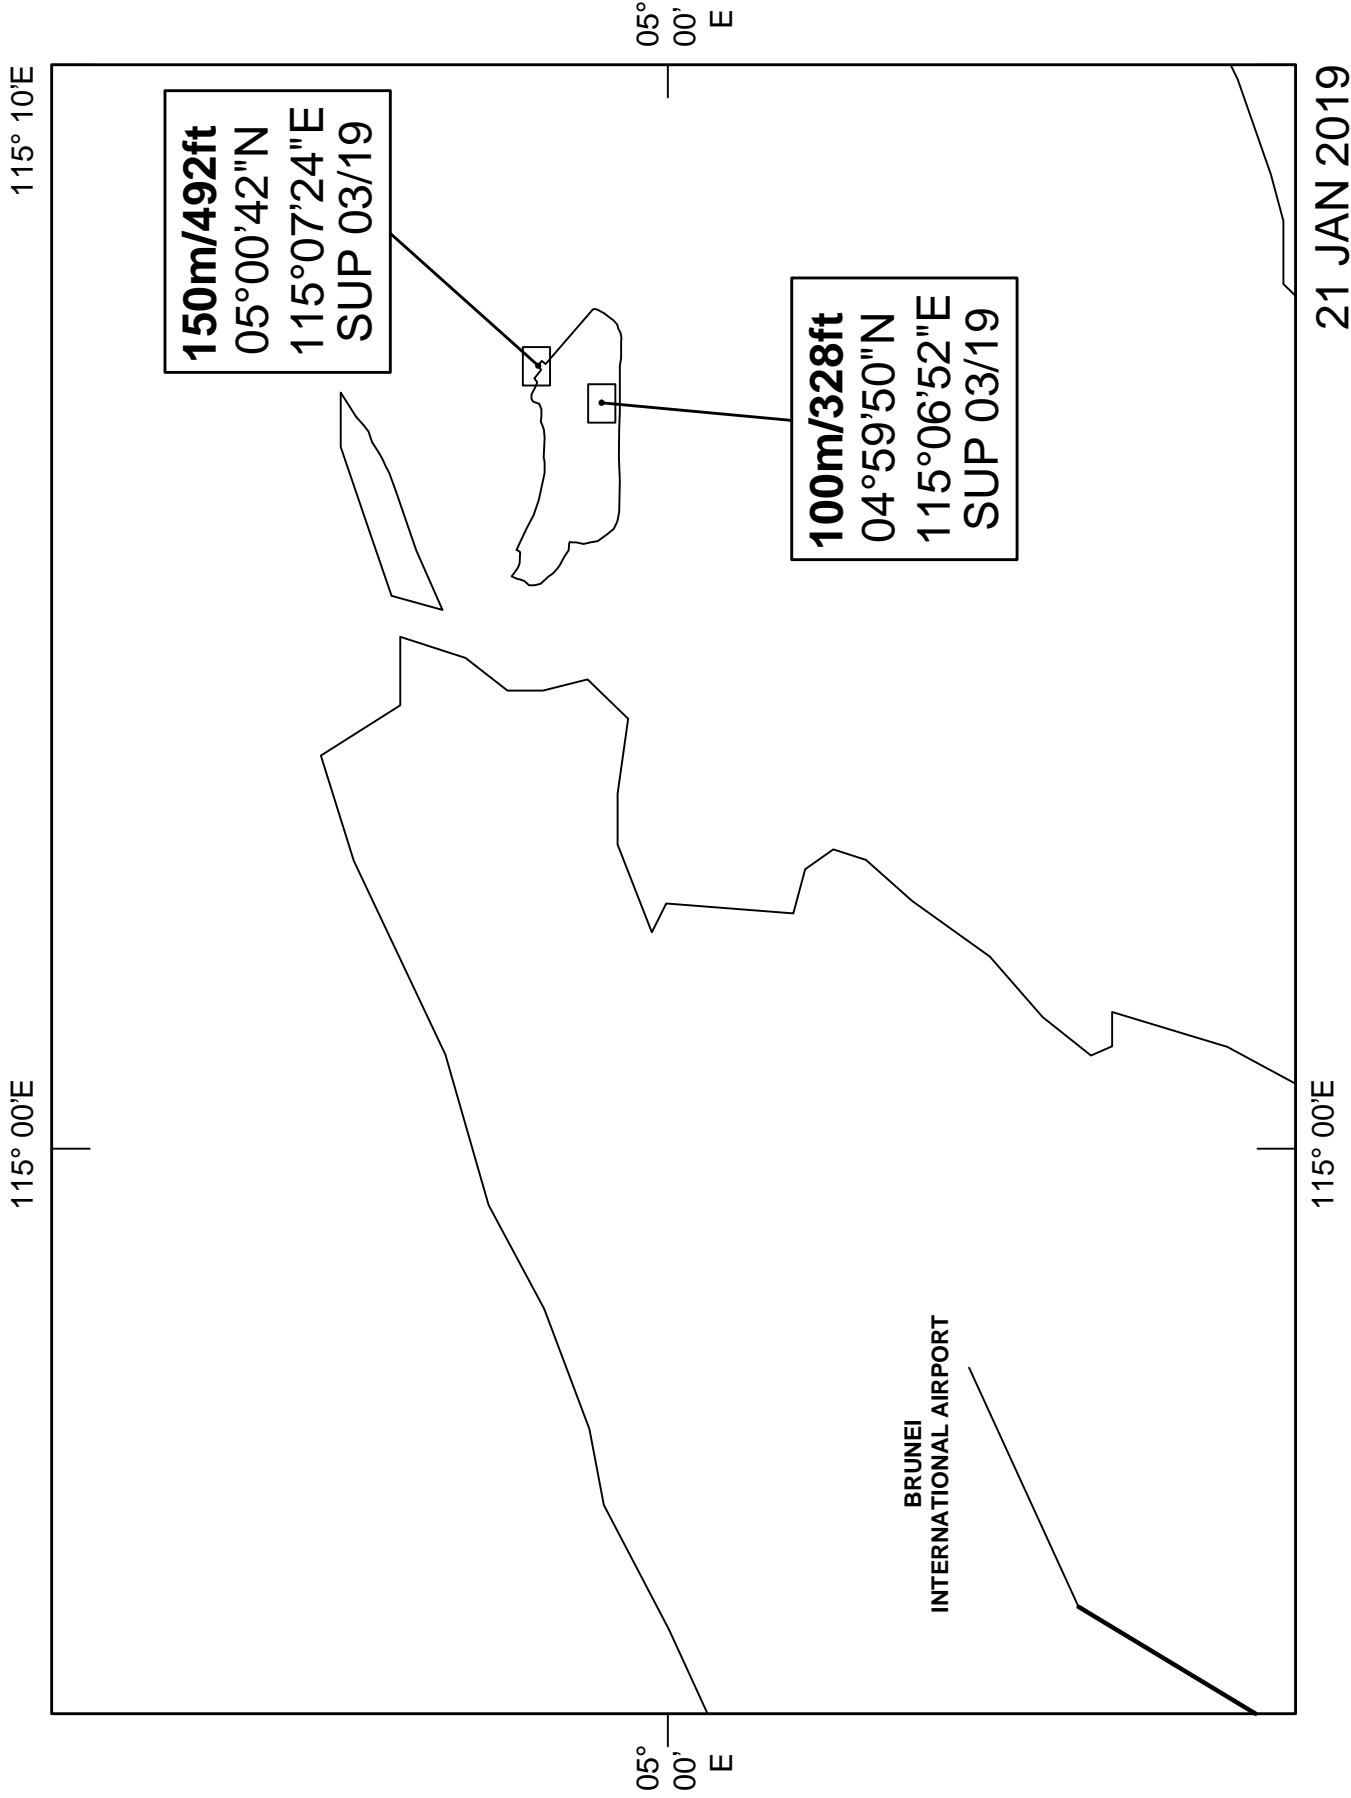 115° 00'E
115° 10'E
150m/492ft
05°00'42"N
115°07'24"E
SUP 03/19
05°
00'
E
05°
00'
E
100m/328ft
04°59'50"N
115°06'52"E
SUP 03/19
BRUNEI
INTERNATIONAL AIRPORT
115° 00'E
21 JAN 2019